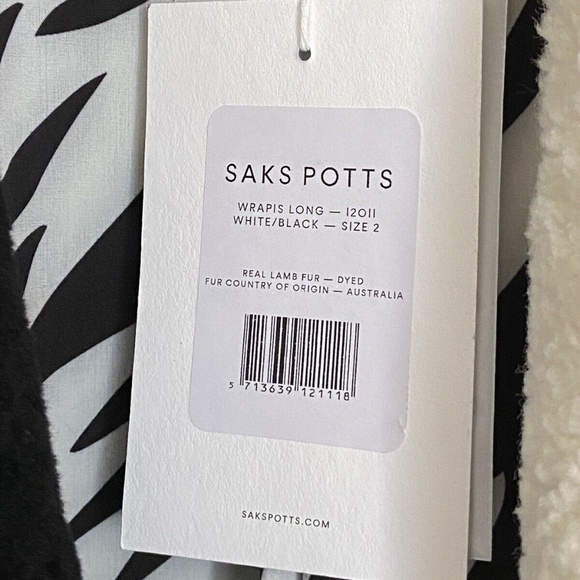 SAKS POTTS
WRAPIS LONG — 12011
WHITE/BLACK — SIZE 2
REAL LAMB FUR — DYED
FUR COUNTRY OF ORIGIN — AUSTRALIA
5 713639 121118
SAKSPOTTS.COM